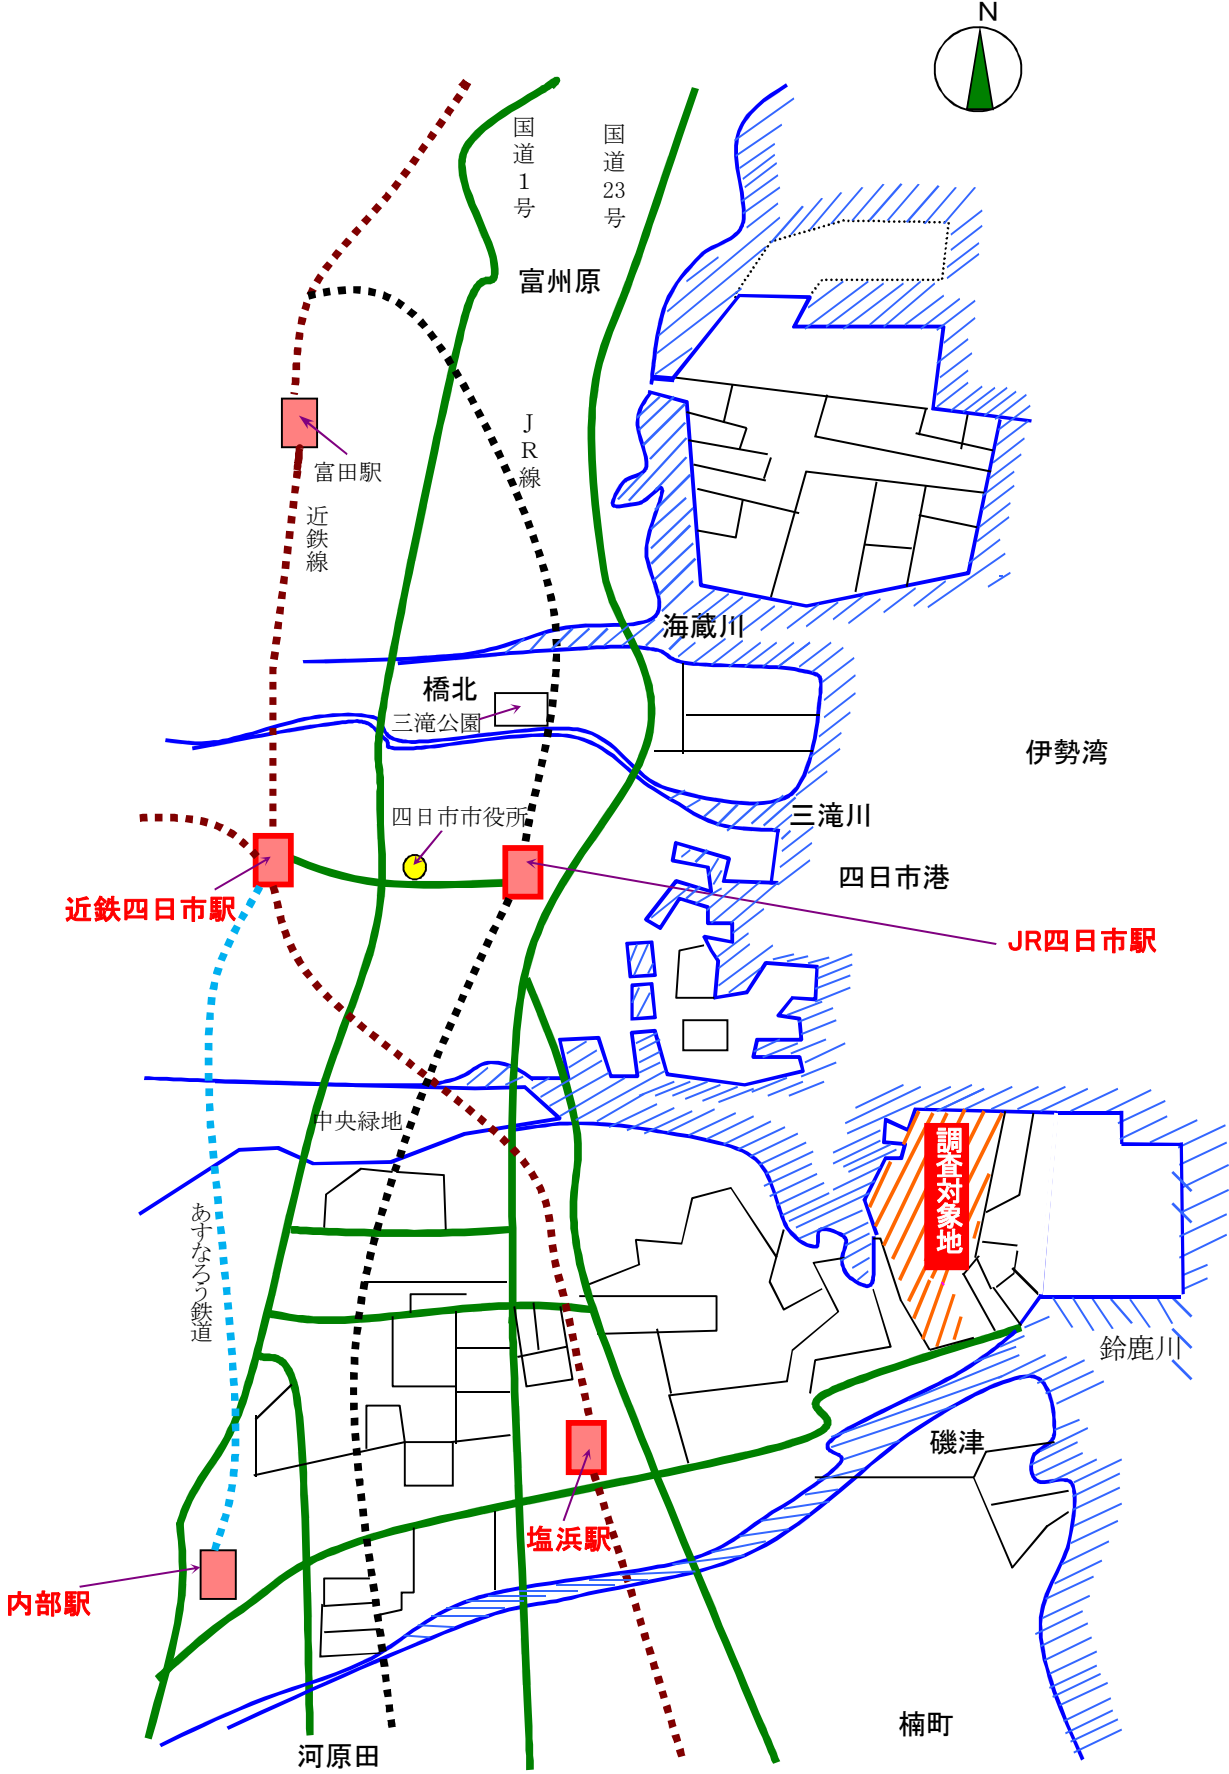 N
国道1号
国道23号
富州原
JR線
富田駅
近鉄線
海蔵川
橋北
三滝公園
伊勢湾
四日市市役所
三滝川
四日市港
近鉄四日市駅
JR四日市駅
中央緑地
調査対象地
あすなろう鉄道
鈴鹿川
磯津
塩浜駅
内部駅
楠町
河原田